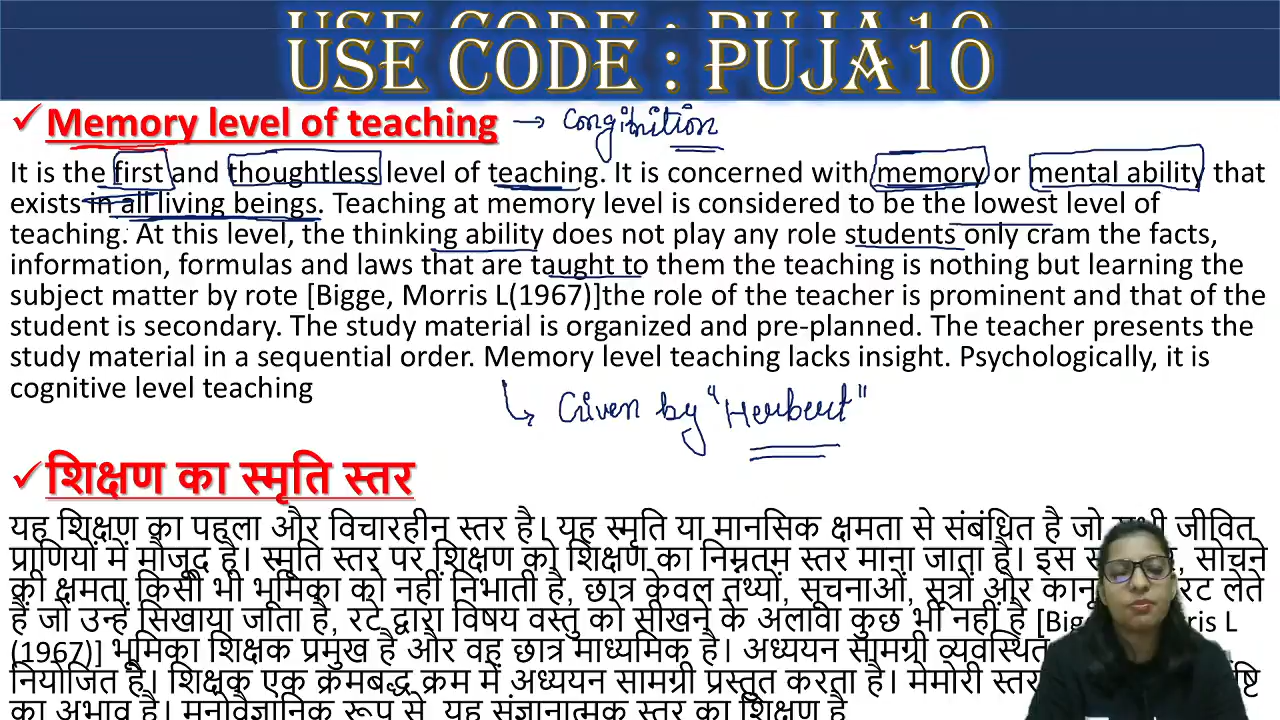 USE CODE : PUJA10
USE CODE : PUJA10
✓ Memory level of teaching → Congitnition
It is the first and thoughtless level of teaching. It is concerned with memory or mental ability that
exists in all living beings. Teaching at memory level is considered to be the lowest level of
teaching. At this level, the thinking ability does not play any role students only cram the facts,
information, formulas and laws that are taught to them the teaching is nothing but learning the
subject matter by rote [Bigge, Morris L(1967)]the role of the teacher is prominent and that of the
student is secondary. The study material is organized and pre-planned. The teacher presents the
study material in a sequential order. Memory level teaching lacks insight. Psychologically, it is
cognitive level teaching
Given by "Herbert"
✓ शिक्षण का स्मृति स्तर
यह शिक्षण का पहला और विचारहीन स्तर है। यह स्मृति या मानसिक क्षमता से संबंधित है जो जीवित
प्राणियों में मौजूद है। स्मृति स्तर पर शिक्षण को शिक्षण का निम्नतम स्तर माना जाता है। इस सोचने
की क्षमता किसी भी भूमिका को नहीं निभाती है, छात्र केवल तथ्यों, सूचनाओं, सूत्रों और रट लेते
हैं जो उन्हें सिखाया जाता है, रटे द्वारा विषय वस्तु को सीखने के अलावा कुछ भी नहीं है L
(1967)] भूमिका शिक्षक प्रमुख है और वह छात्र माध्यमिक है। अध्ययन सामग्री
नियोजित है। शिक्षक एक क्रमबद्ध क्रम में अध्ययन सामग्री प्रस्तुत करता है। मेमोरी स्तर
का अभाव है। मनोवैज्ञानिक रूप से, यह संज्ञानात्मक स्तर का शिक्षण है